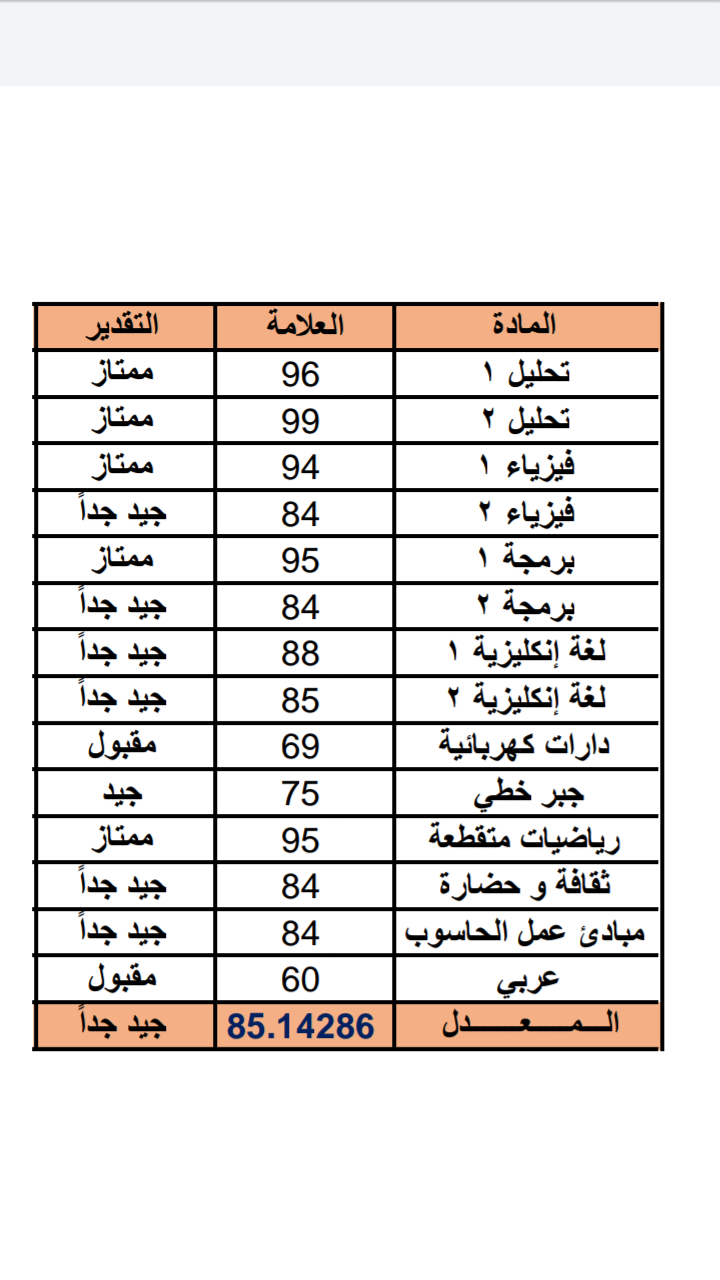 المادة العلامة التقدير
تحليل ١ 96 ممتاز
تحليل ٢ 99 ممتاز
فيزياء ١ 94 ممتاز
فيزياء ٢ 84 جيد جداً
برمجة ١ 95 ممتاز
برمجة ٢ 84 جيد جداً
لغة إنكليزية ١ 88 جيد جداً
لغة إنكليزية ٢ 85 جيد جداً
دارات كهربائية 69 مقبول
جبر خطي 75 جيد
رياضيات متقطعة 95 ممتاز
ثقافة و حضارة 84 جيد جداً
مبادئ عمل الحاسوب 84 جيد جداً
عربي 60 مقبول
الـــمـــــعـــــــدل 85.14286 جيد جداً